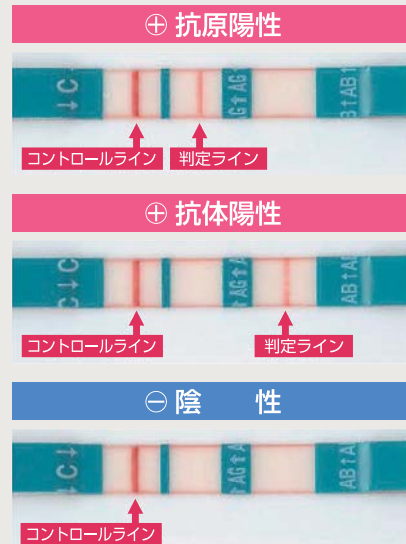 ⊕ 抗原陽性
↓C
G⇧AG⇧
B↑AB↑
コントロールライン
判定ライン
⊕ 抗体陽性
C↓C
↑AG⇧A
AB↑A
コントロールライン
判定ライン
⊖ 陰 性
↓C↓
↑AG⇧A
AB↑
コントロールライン